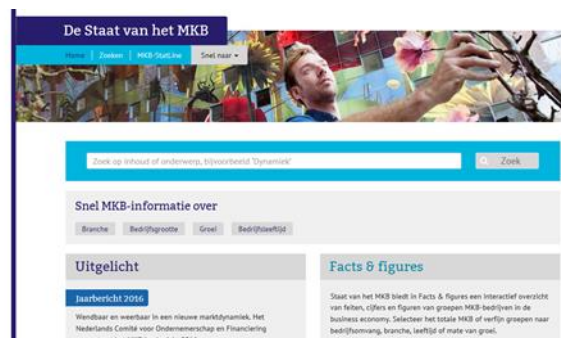 De Staat van het MKB
Home | Zoeken | MKB-StatLine Snel naar
Zoek op inhoud of onderwerp, bijvoorbeeld 'Dynamiek' Zoek
Snel MKB-informatie over
Branche Bedrijfsgrootte Groei Bedrijfsleeftijd
Uitgelicht
Jaarbericht 2016
Wendbaar en weerbaar in een nieuwe marktdynamiek. Het
Nederlands Comité voor Ondernemerschap en Financiering
Facts & figures
Staat van het MKB biedt in Facts & figures een interactief overzicht
van feiten, cijfers en figuren van groepen MKB-bedrijven in de
business economy. Selecteer het totale MKB of verfijn groepen naar
bedrijfsomvang, branche, leeftijd of mate van groei.